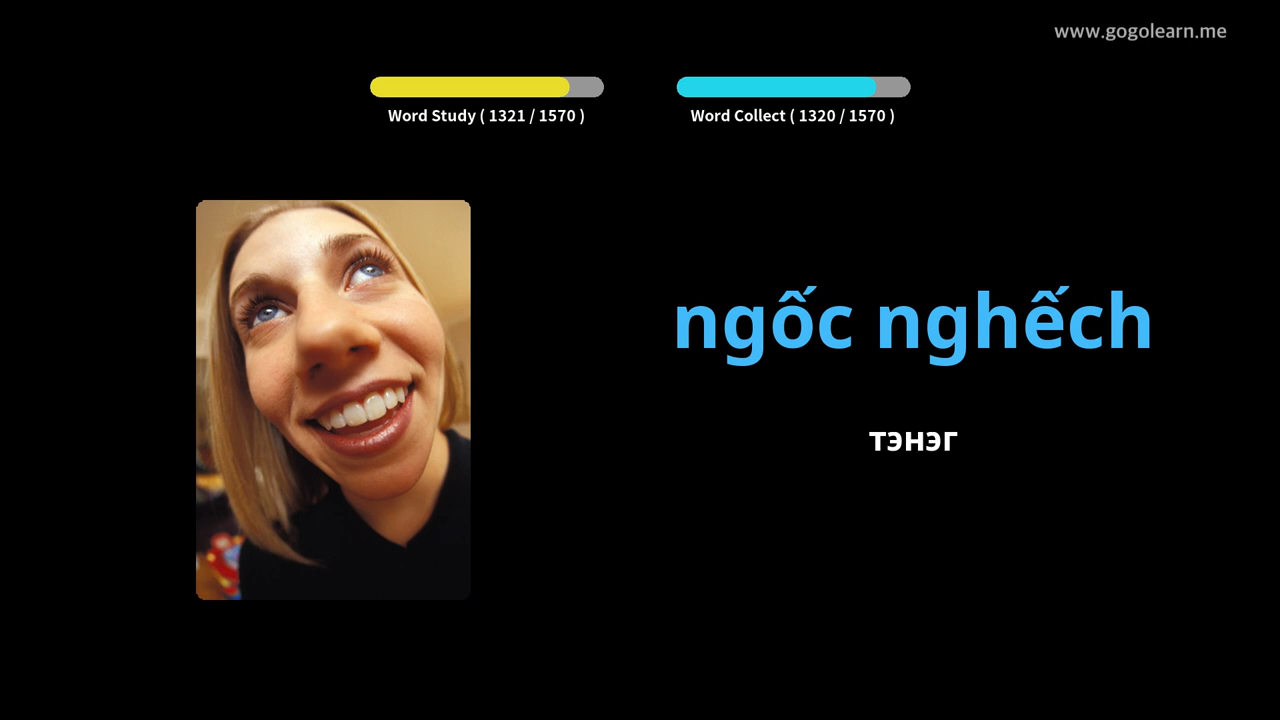 www.gogolearn.me
Word Study ( 1321 / 1570 )
Word Collect ( 1320 / 1570 )
ngốc nghếch
тэнэг